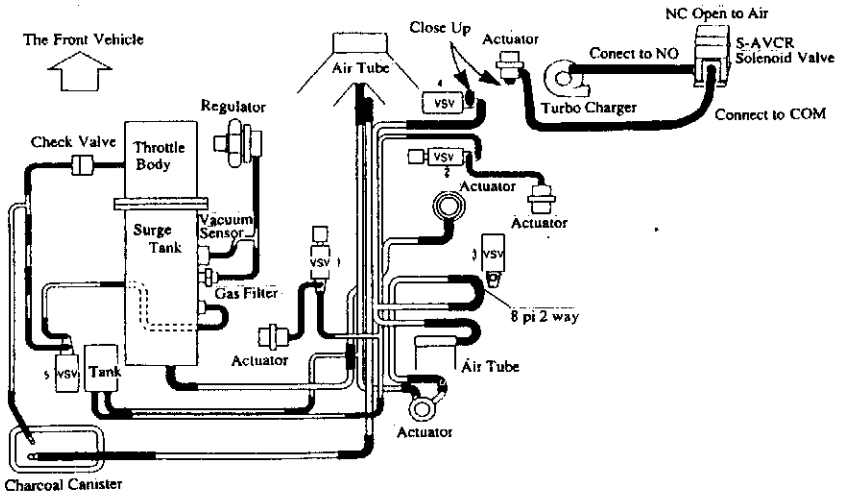 NC Open to Air
The Front Vehicle
Close Up
Actuator
Conect to NO
S-AVCR
Solenoid Valve
Air Tube
4
VSV
Turbo Charger
Connect to COM
Regulator
Check Valve
Throttle
Body
VSV
2
Actuator
Vacuum
Sensor
Actuator
Surge
Tank
VSV
1
3
VSV
Gas Filter
8 pi 2 way
Actuator
5
VSV
Tank
Air Tube
Actuator
Charcoal Canister